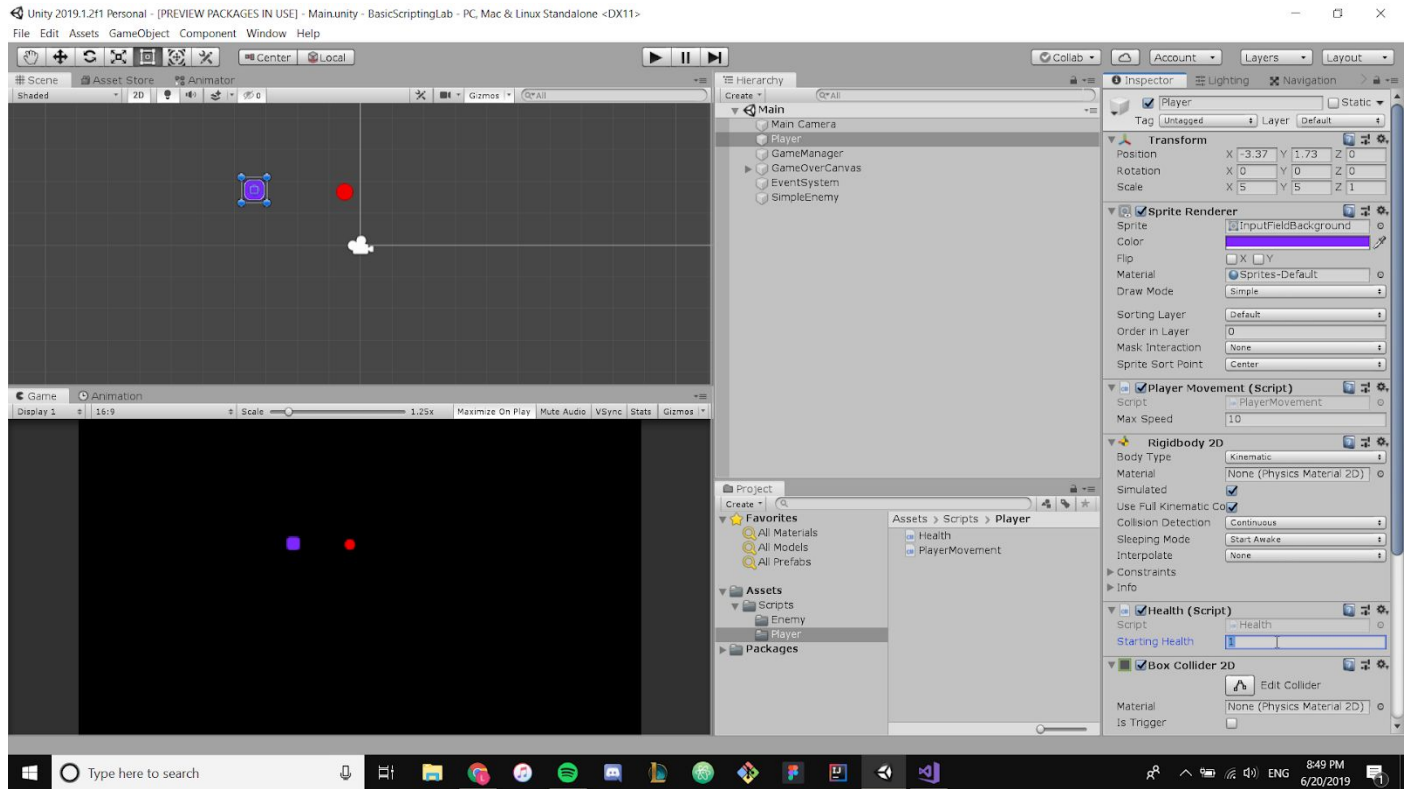 Unity 2019.1.2f1 Personal - [PREVIEW PACKAGES IN USE] - Main.unity - BasicScriptingLab - PC, Mac & Linux Standalone <DX11>
File Edit Assets GameObject Component Window Help
Center Local Collab Account Layers Layout
Scene Asset Store Animator
Shaded 2D 0 Gizmos All
Hierarchy
Create All
Main
Main Camera
Player
GameManager
GameOverCanvas
EventSystem
SimpleEnemy
Game Animation
Display 1 16:9 Scale 1.25x Maximize On Play Mute Audio VSync Stats Gizmos
Project
Create
Favorites
All Materials
All Models
All Prefabs
Assets
Scripts
Enemy
Player
Packages
Assets Scripts Player
Health
PlayerMovement
Inspector Lighting Navigation
Player Static
Tag Untagged Layer Default
Transform
Position X -3.37 Y 1.73 Z 0
Rotation X 0 Y 0 Z 0
Scale X 5 Y 5 Z 1
Sprite Renderer
Sprite InputFieldBackground
Color
Flip X Y
Material Sprites-Default
Draw Mode Simple
Sorting Layer Default
Order in Layer 0
Mask Interaction None
Sprite Sort Point Center
Player Movement (Script)
Script PlayerMovement
Max Speed 10
Rigidbody 2D
Body Type Kinematic
Material None (Physics Material 2D)
Simulated
Use Full Kinematic Co
Collision Detection Continuous
Sleeping Mode Start Awake
Interpolate None
Constraints
Info
Health (Script)
Script Health
Starting Health 1
Box Collider 2D
Edit Collider
Material None (Physics Material 2D)
Is Trigger
Type here to search
ENG
8:49 PM
6/20/2019
1